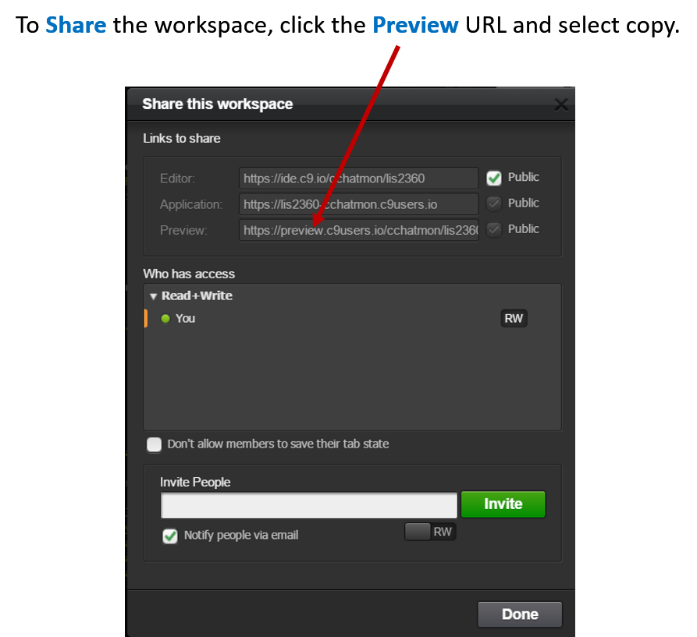 To Share the workspace, click the Preview URL and select copy.
Share this workspace
Links to share
Editor: https://ide.c9.io/cchatmon/lis2360 Public
Application: https://lis2360-cchatmon.c9users.io Public
Preview: https://preview.c9users.io/cchatmon/lis236 Public
Who has access
Read+Write
You RW
Don't allow members to save their tab state
Invite People
Invite
Notify people via email RW
Done